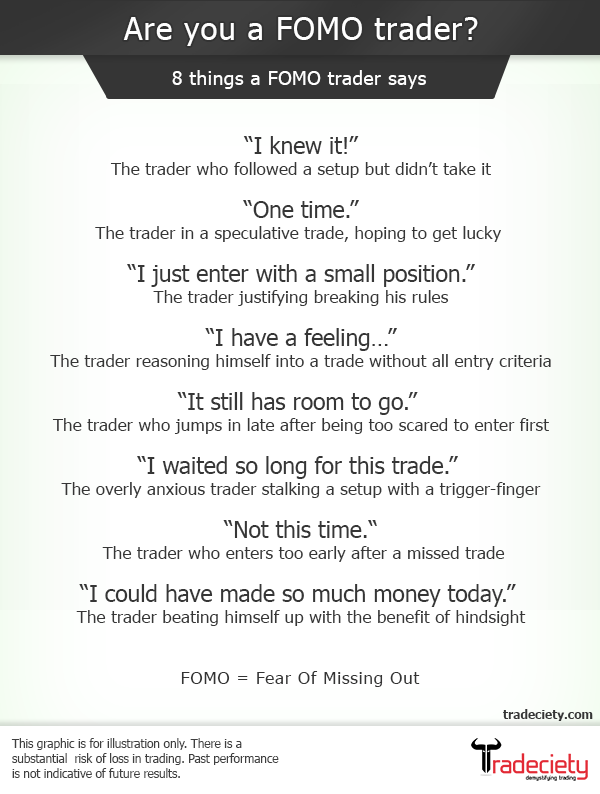 Are you a FOMO trader?
8 things a FOMO trader says
“I knew it!”
The trader who followed a setup but didn’t take it
“One time.”
The trader in a speculative trade, hoping to get lucky
“I just enter with a small position.”
The trader justifying breaking his rules
“I have a feeling…”
The trader reasoning himself into a trade without all entry criteria
“It still has room to go.”
The trader who jumps in late after being too scared to enter first
“I waited so long for this trade.”
The overly anxious trader stalking a setup with a trigger-finger
“Not this time.“
The trader who enters too early after a missed trade
“I could have made so much money today.”
The trader beating himself up with the benefit of hindsight
FOMO = Fear Of Missing Out
tradeciety.com
This graphic is for illustration only. There is a
substantial  risk of loss in trading. Past performance
is not indicative of future results.
Tradeciety
demystifying trading